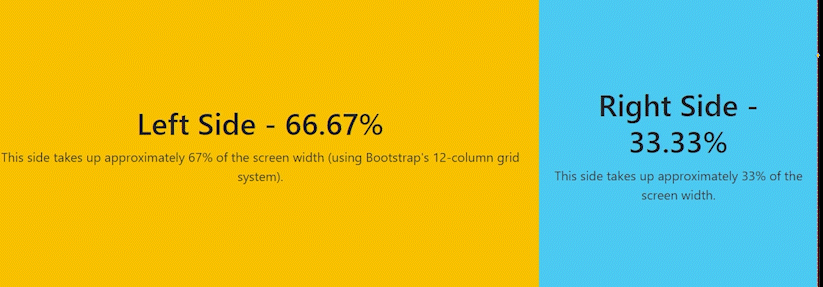 Left Side - 66.67%
This side takes up approximately 67% of the screen width (using Bootstrap's 12-column grid
system).
Right Side -
33.33%
This side takes up approximately 33% of the
screen width.